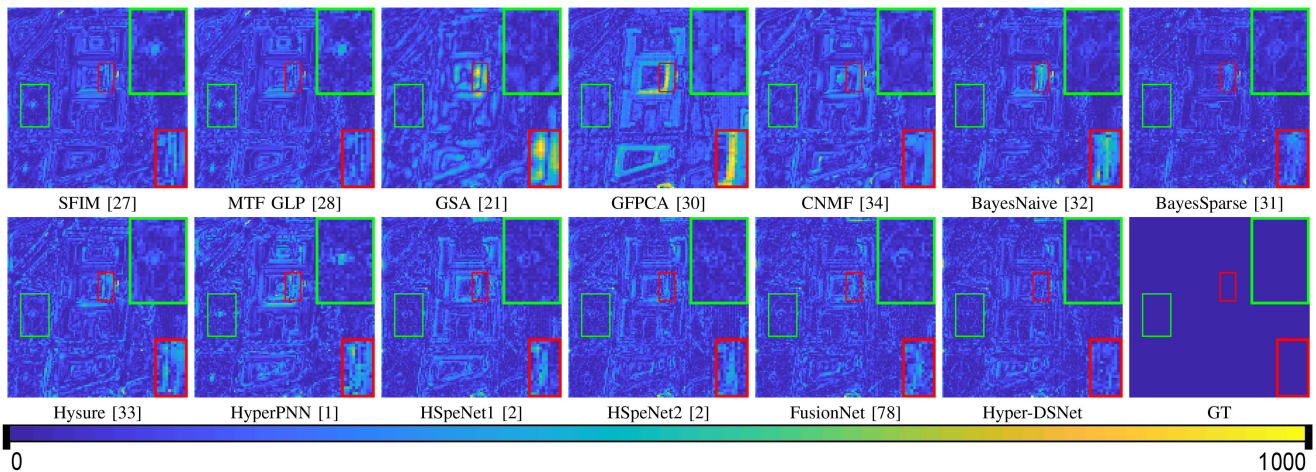 SFIM [27] MTF GLP [28] GSA [21] GFPCA [30] CNMF [34] BayesNaive [32] BayesSparse [31]
Hysure [33] HyperPNN [1] HSpeNet1 [2] HSpeNet2 [2] FusionNet [78] Hyper-DSNet GT
0 1000